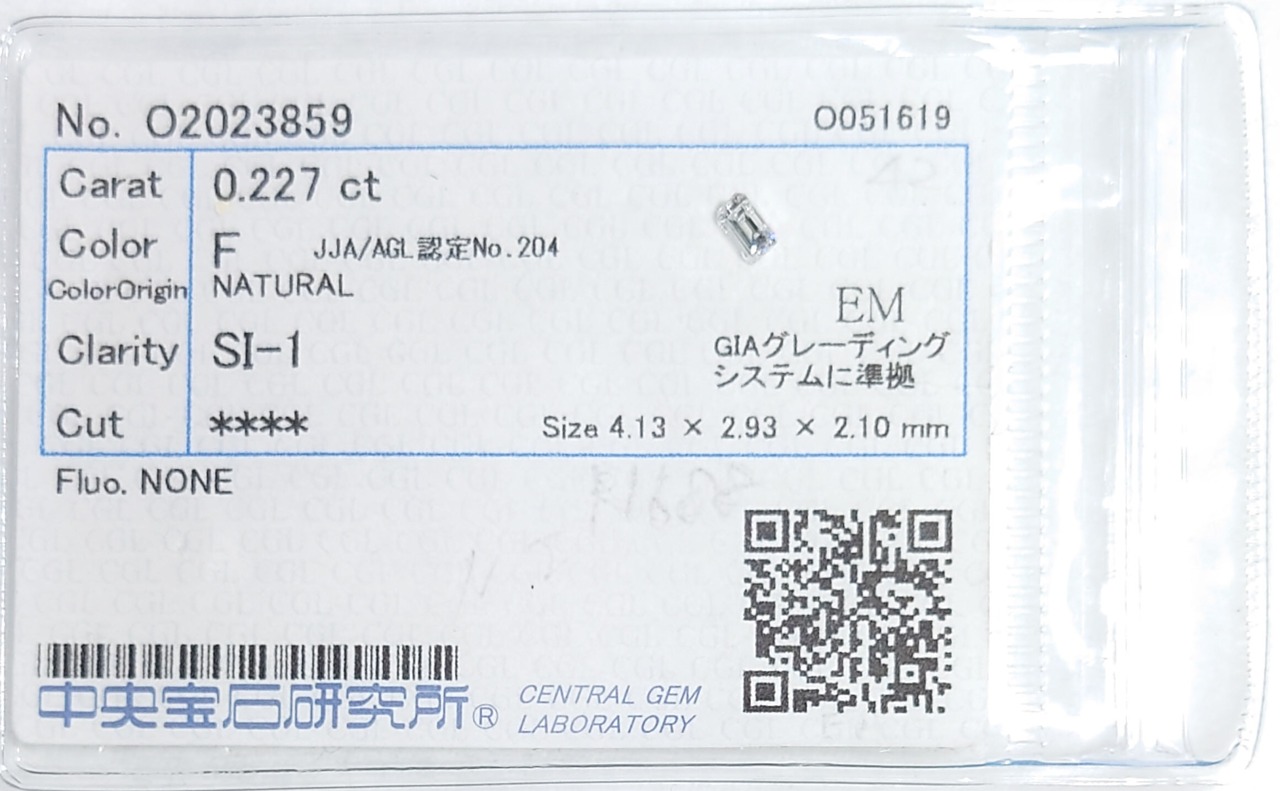 No. O2023859
O051619
Carat 0.227 ct
Color F JJA/AGL認定No.204
ColorOrigin NATURAL
EM
Clarity SI-1
GIAグレーディング
システムに準拠
Cut ****
Size 4.13 × 2.93 × 2.10 mm
Fluo. NONE
中央宝石研究所®
CENTRAL GEM
LABORATORY